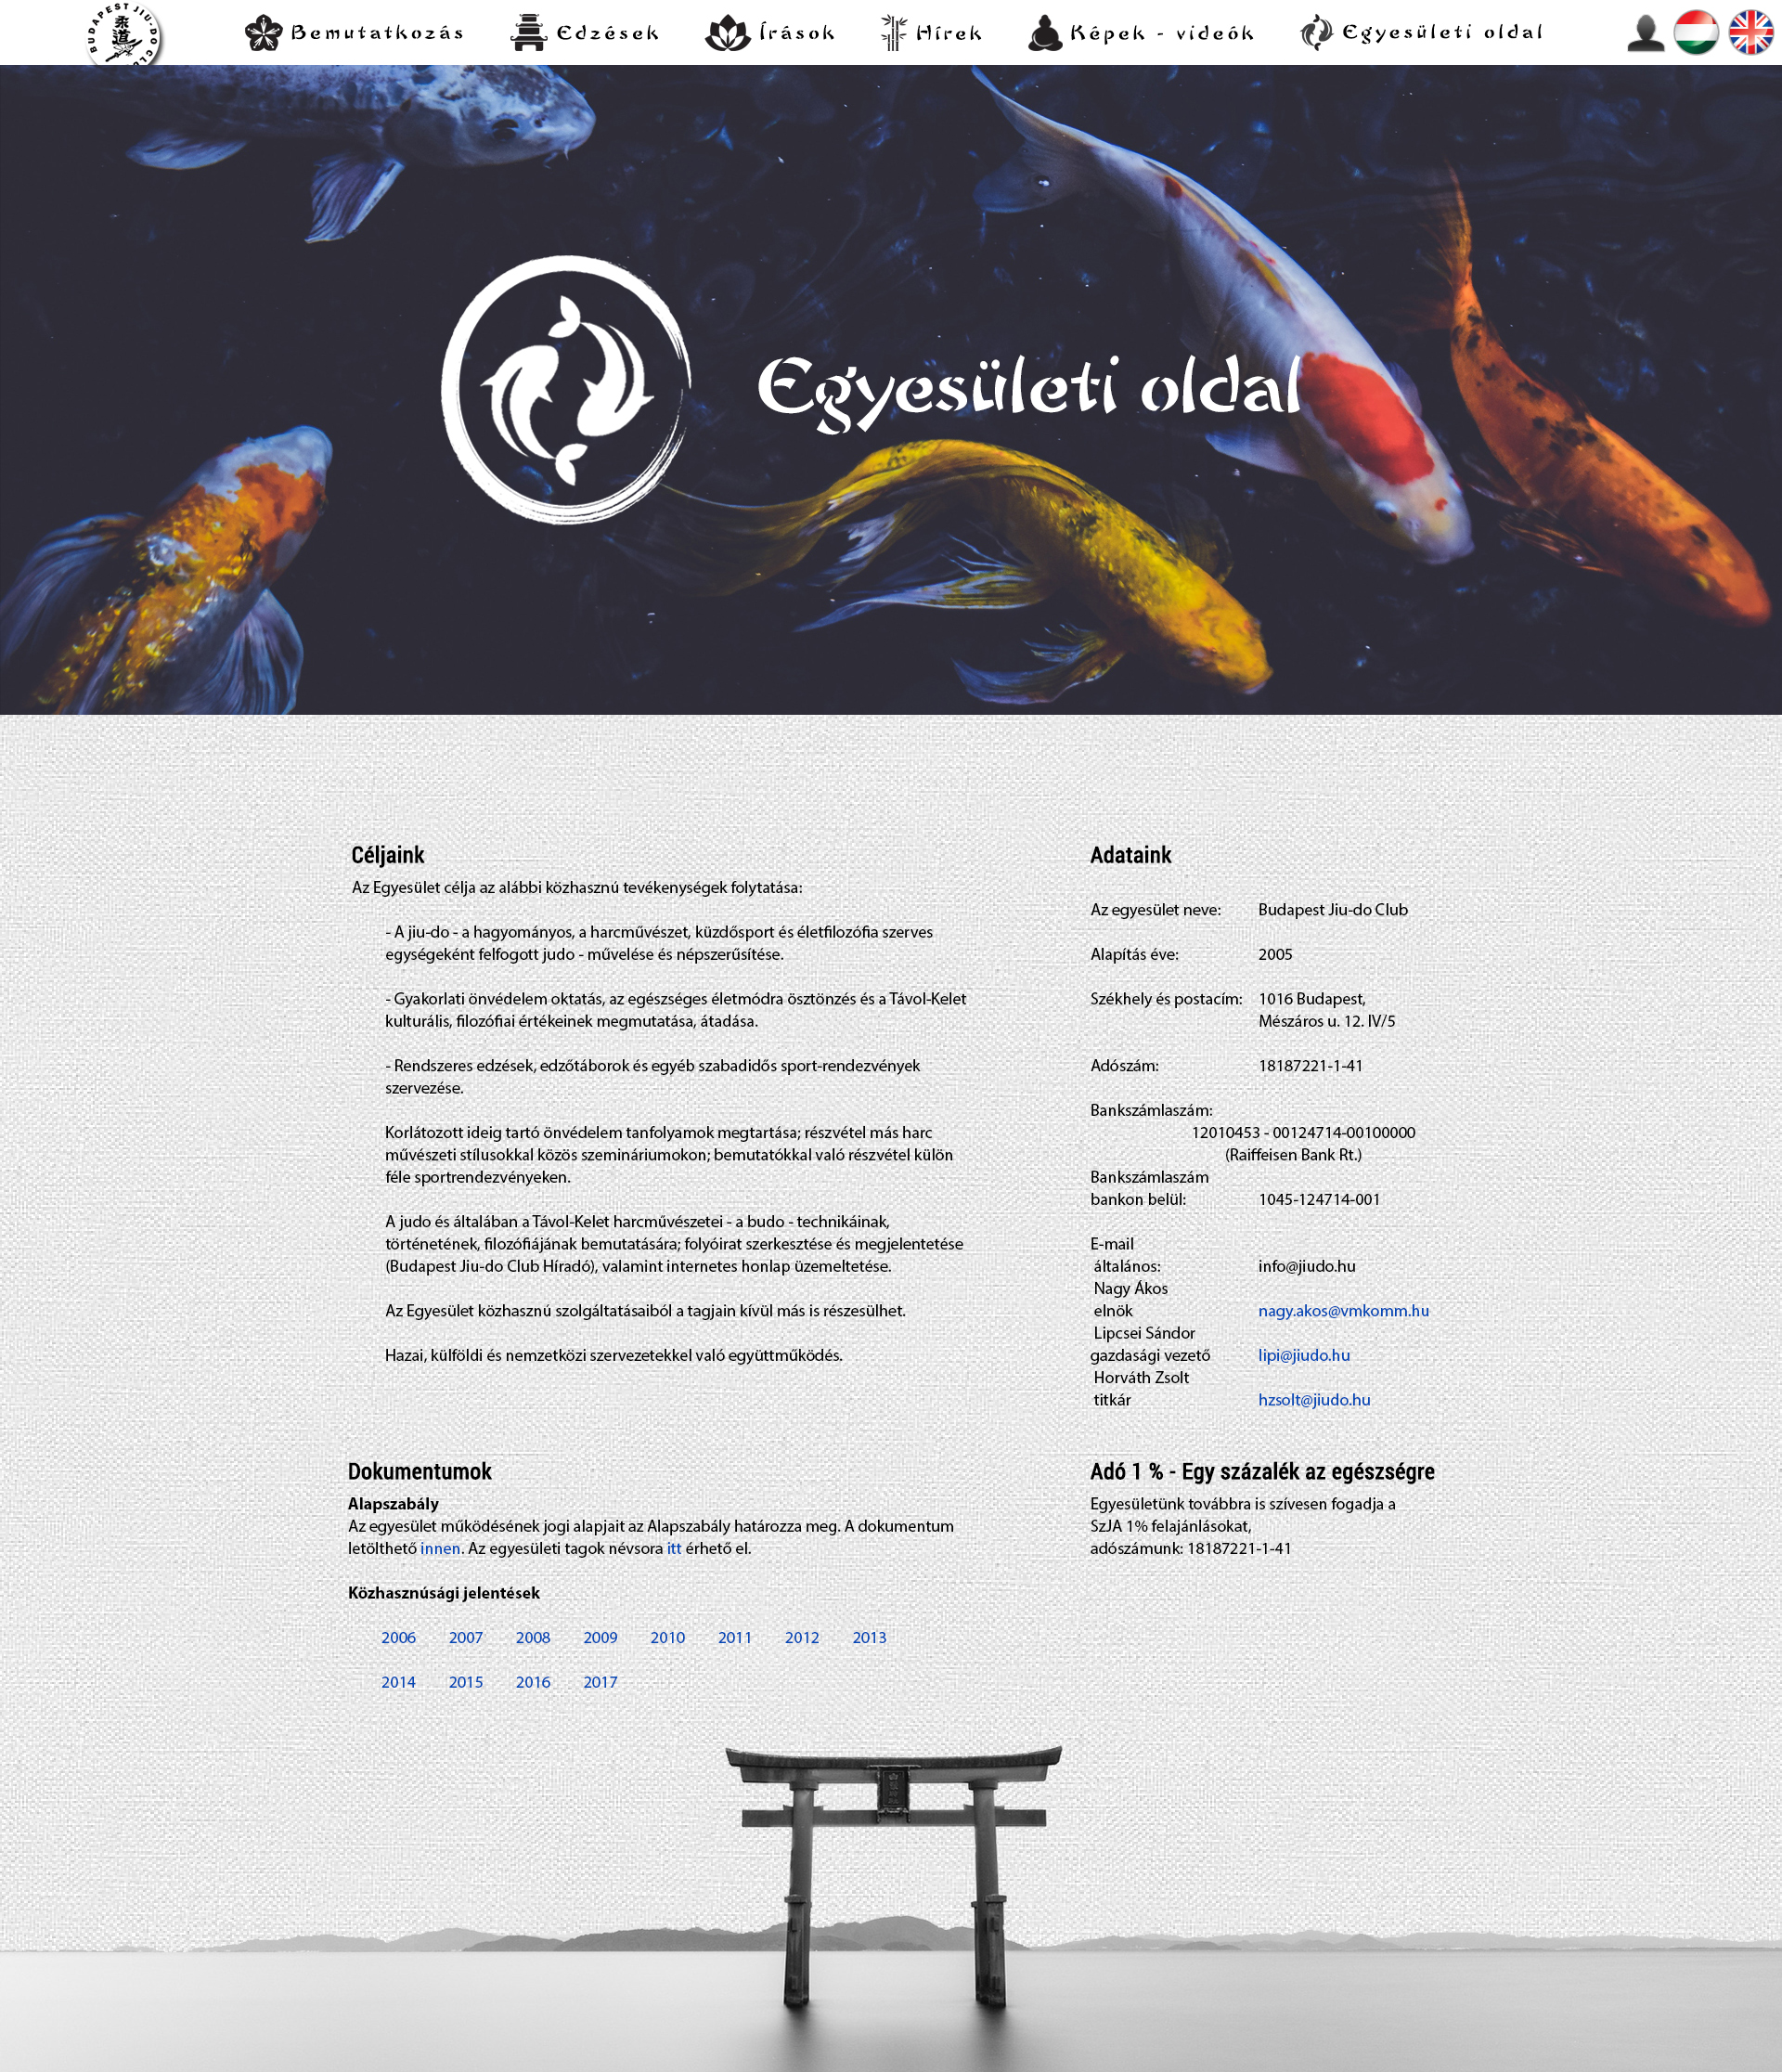 BUDAPEST JIU-DO CLU
柔道
Bemutatkozás
Edzések
Írások
Hírek
Képek - videók
Egyesületi oldal
Egyesületi oldal
Céljaink
Az Egyesület célja az alábbi közhasznú tevékenységek folytatása:
- A jiu-do - a hagyományos, a harcművészet, küzdősport és életfilozófia szerves
egységeként felfogott judo - művelése és népszerűsítése.
- Gyakorlati önvédelem oktatás, az egészséges életmódra ösztönzés és a Távol-Kelet
kulturális, filozófiai értékeinek megmutatása, átadása.
- Rendszeres edzések, edzőtáborok és egyéb szabadidős sport-rendezvények
szervezése.
Korlátozott ideig tartó önvédelem tanfolyamok megtartása; részvétel más harc
művészeti stílusokkal közös szemináriumokon; bemutatókkal való részvétel külön
féle sportrendezvényeken.
A judo és általában a Távol-Kelet harcművészetei - a budo - technikáinak,
történetének, filozófiájának bemutatására; folyóirat szerkesztése és megjelentetése
(Budapest Jiu-do Club Híradó), valamint internetes honlap üzemeltetése.
Az Egyesület közhasznú szolgáltatásaiból a tagjain kívül más is részesülhet.
Hazai, külföldi és nemzetközi szervezetekkel való együttműködés.
Adataink
Az egyesület neve: Budapest Jiu-do Club
Alapítás éve: 2005
Székhely és postacím: 1016 Budapest,
Mészáros u. 12. IV/5
Adószám: 18187221-1-41
Bankszámlaszám:
12010453 - 00124714-00100000
(Raiffeisen Bank Rt.)
Bankszámlaszám
bankon belül: 1045-124714-001
E-mail
általános: info@jiudo.hu
Nagy Ákos
elnök nagy.akos@vmkomm.hu
Lipcsei Sándor
gazdasági vezető lipi@jiudo.hu
Horváth Zsolt
titkár hzsolt@jiudo.hu
Dokumentumok
Alapszabály
Az egyesület működésének jogi alapjait az Alapszabály határozza meg. A dokumentum
letölthető innen. Az egyesületi tagok névsora itt érhető el.
Közhasznúsági jelentések
2006 2007 2008 2009 2010 2011 2012 2013
2014 2015 2016 2017
Adó 1 % - Egy százalék az egészségre
Egyesületünk továbbra is szívesen fogadja a
SzJA 1% felajánlásokat,
adószámunk: 18187221-1-41